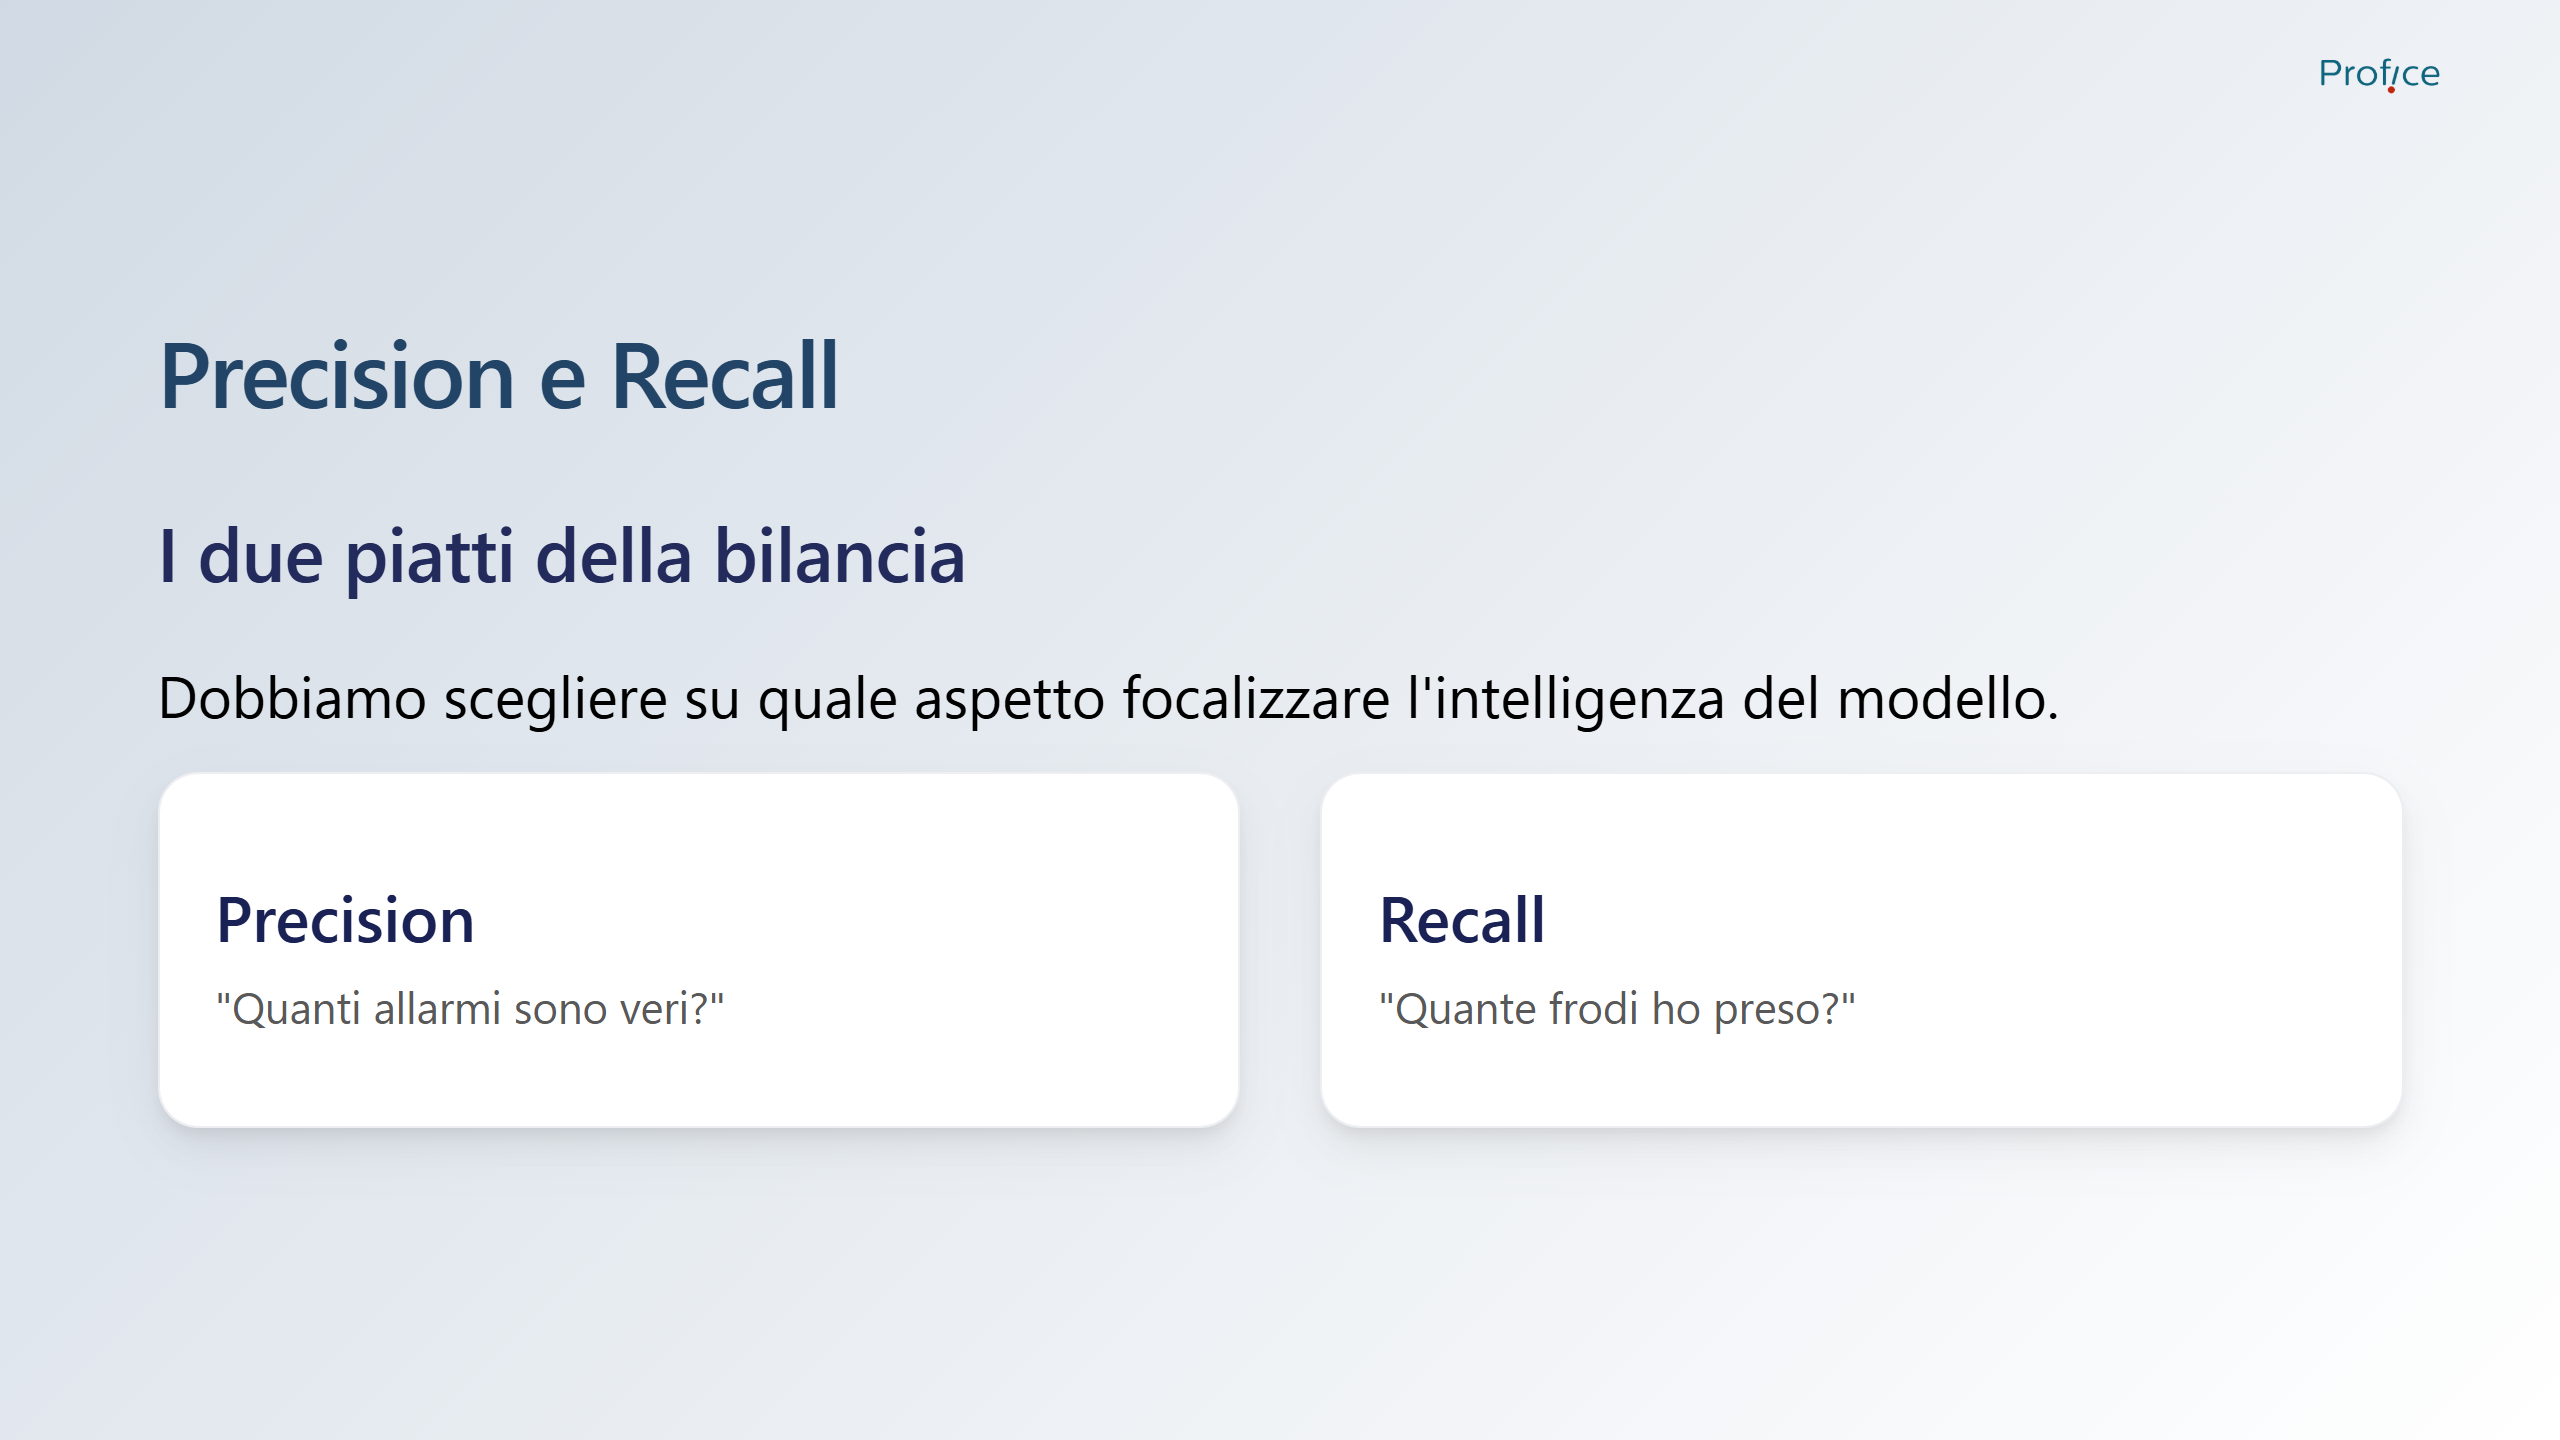 Profice
Precision e Recall
I due piatti della bilancia
Dobbiamo scegliere su quale aspetto focalizzare l'intelligenza del modello.
Precision
"Quanti allarmi sono veri?"
Recall
"Quante frodi ho preso?"